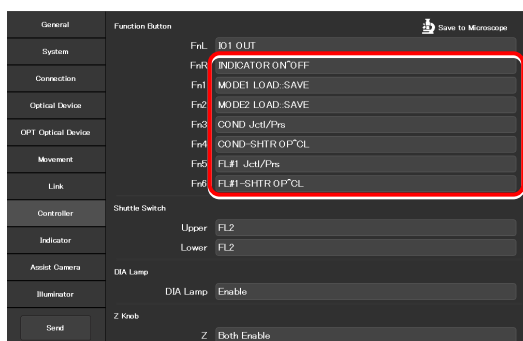 General
Function Button
Save to Microscope
System
FnL IO1 OUT
FnR INDICATOR ON^OFF
Connection
Fn1 MODE1 LOAD::SAVE
Optical Device
Fn2 MODE2 LOAD::SAVE
OPT Optical Device
Fn3 COND Jctl/Prs
Fn4 COND-SHTR OP^CL
Movement
Fn5 FL#1 Jctl/Prs
Link
Fn6 FL#1-SHTR OP^CL
Controller
Shuttle Switch
Upper FL2
Indicator
Lower FL2
Assist Camera
DIA Lamp
Illuminator
DIA Lamp Enable
Z Knob
Send
Z Both Enable